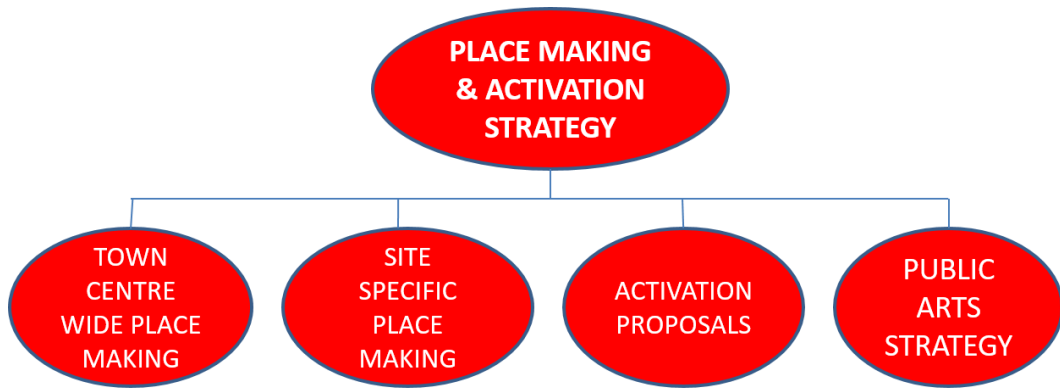 PLACE MAKING
& ACTIVATION
STRATEGY
TOWN
CENTRE
WIDE PLACE
MAKING
SITE
SPECIFIC
PLACE
MAKING
ACTIVATION
PROPOSALS
PUBLIC
ARTS
STRATEGY